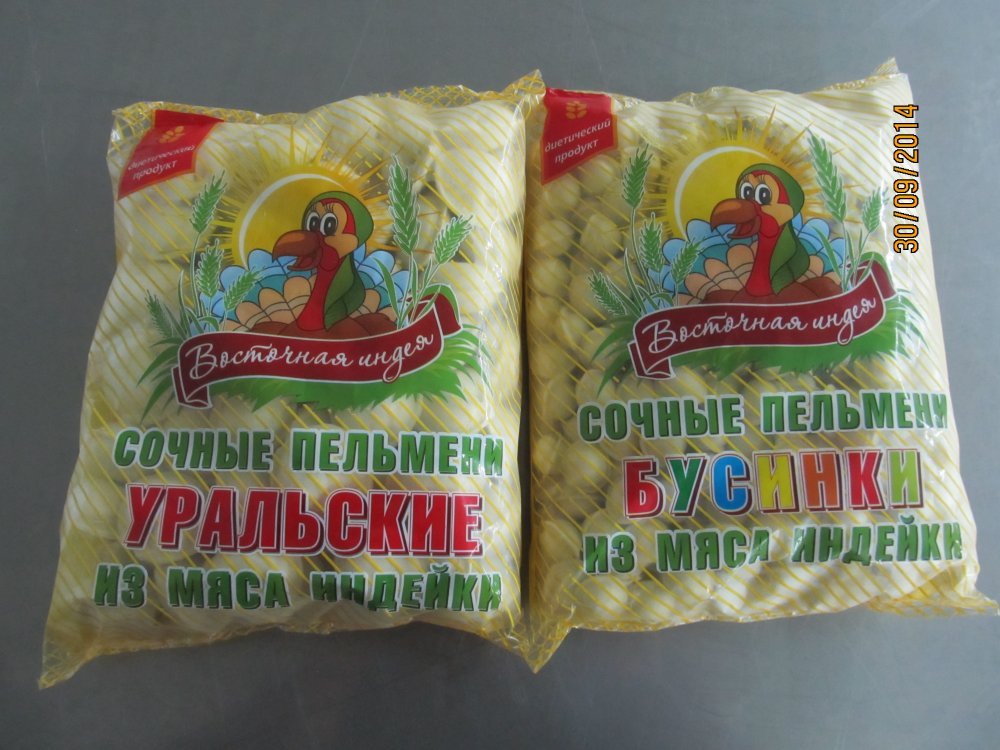 диетический
продукт
Восточная индея
СОЧНЫЕ ПЕЛЬМЕНИ
УРАЛЬСКИЕ
ИЗ МЯСА ИНДЕЙКИ
диетический
продукт
Восточная индея
СОЧНЫЕ ПЕЛЬМЕНИ
БУСИНКИ
ИЗ МЯСА ИНДЕЙКИ
30/09/2014